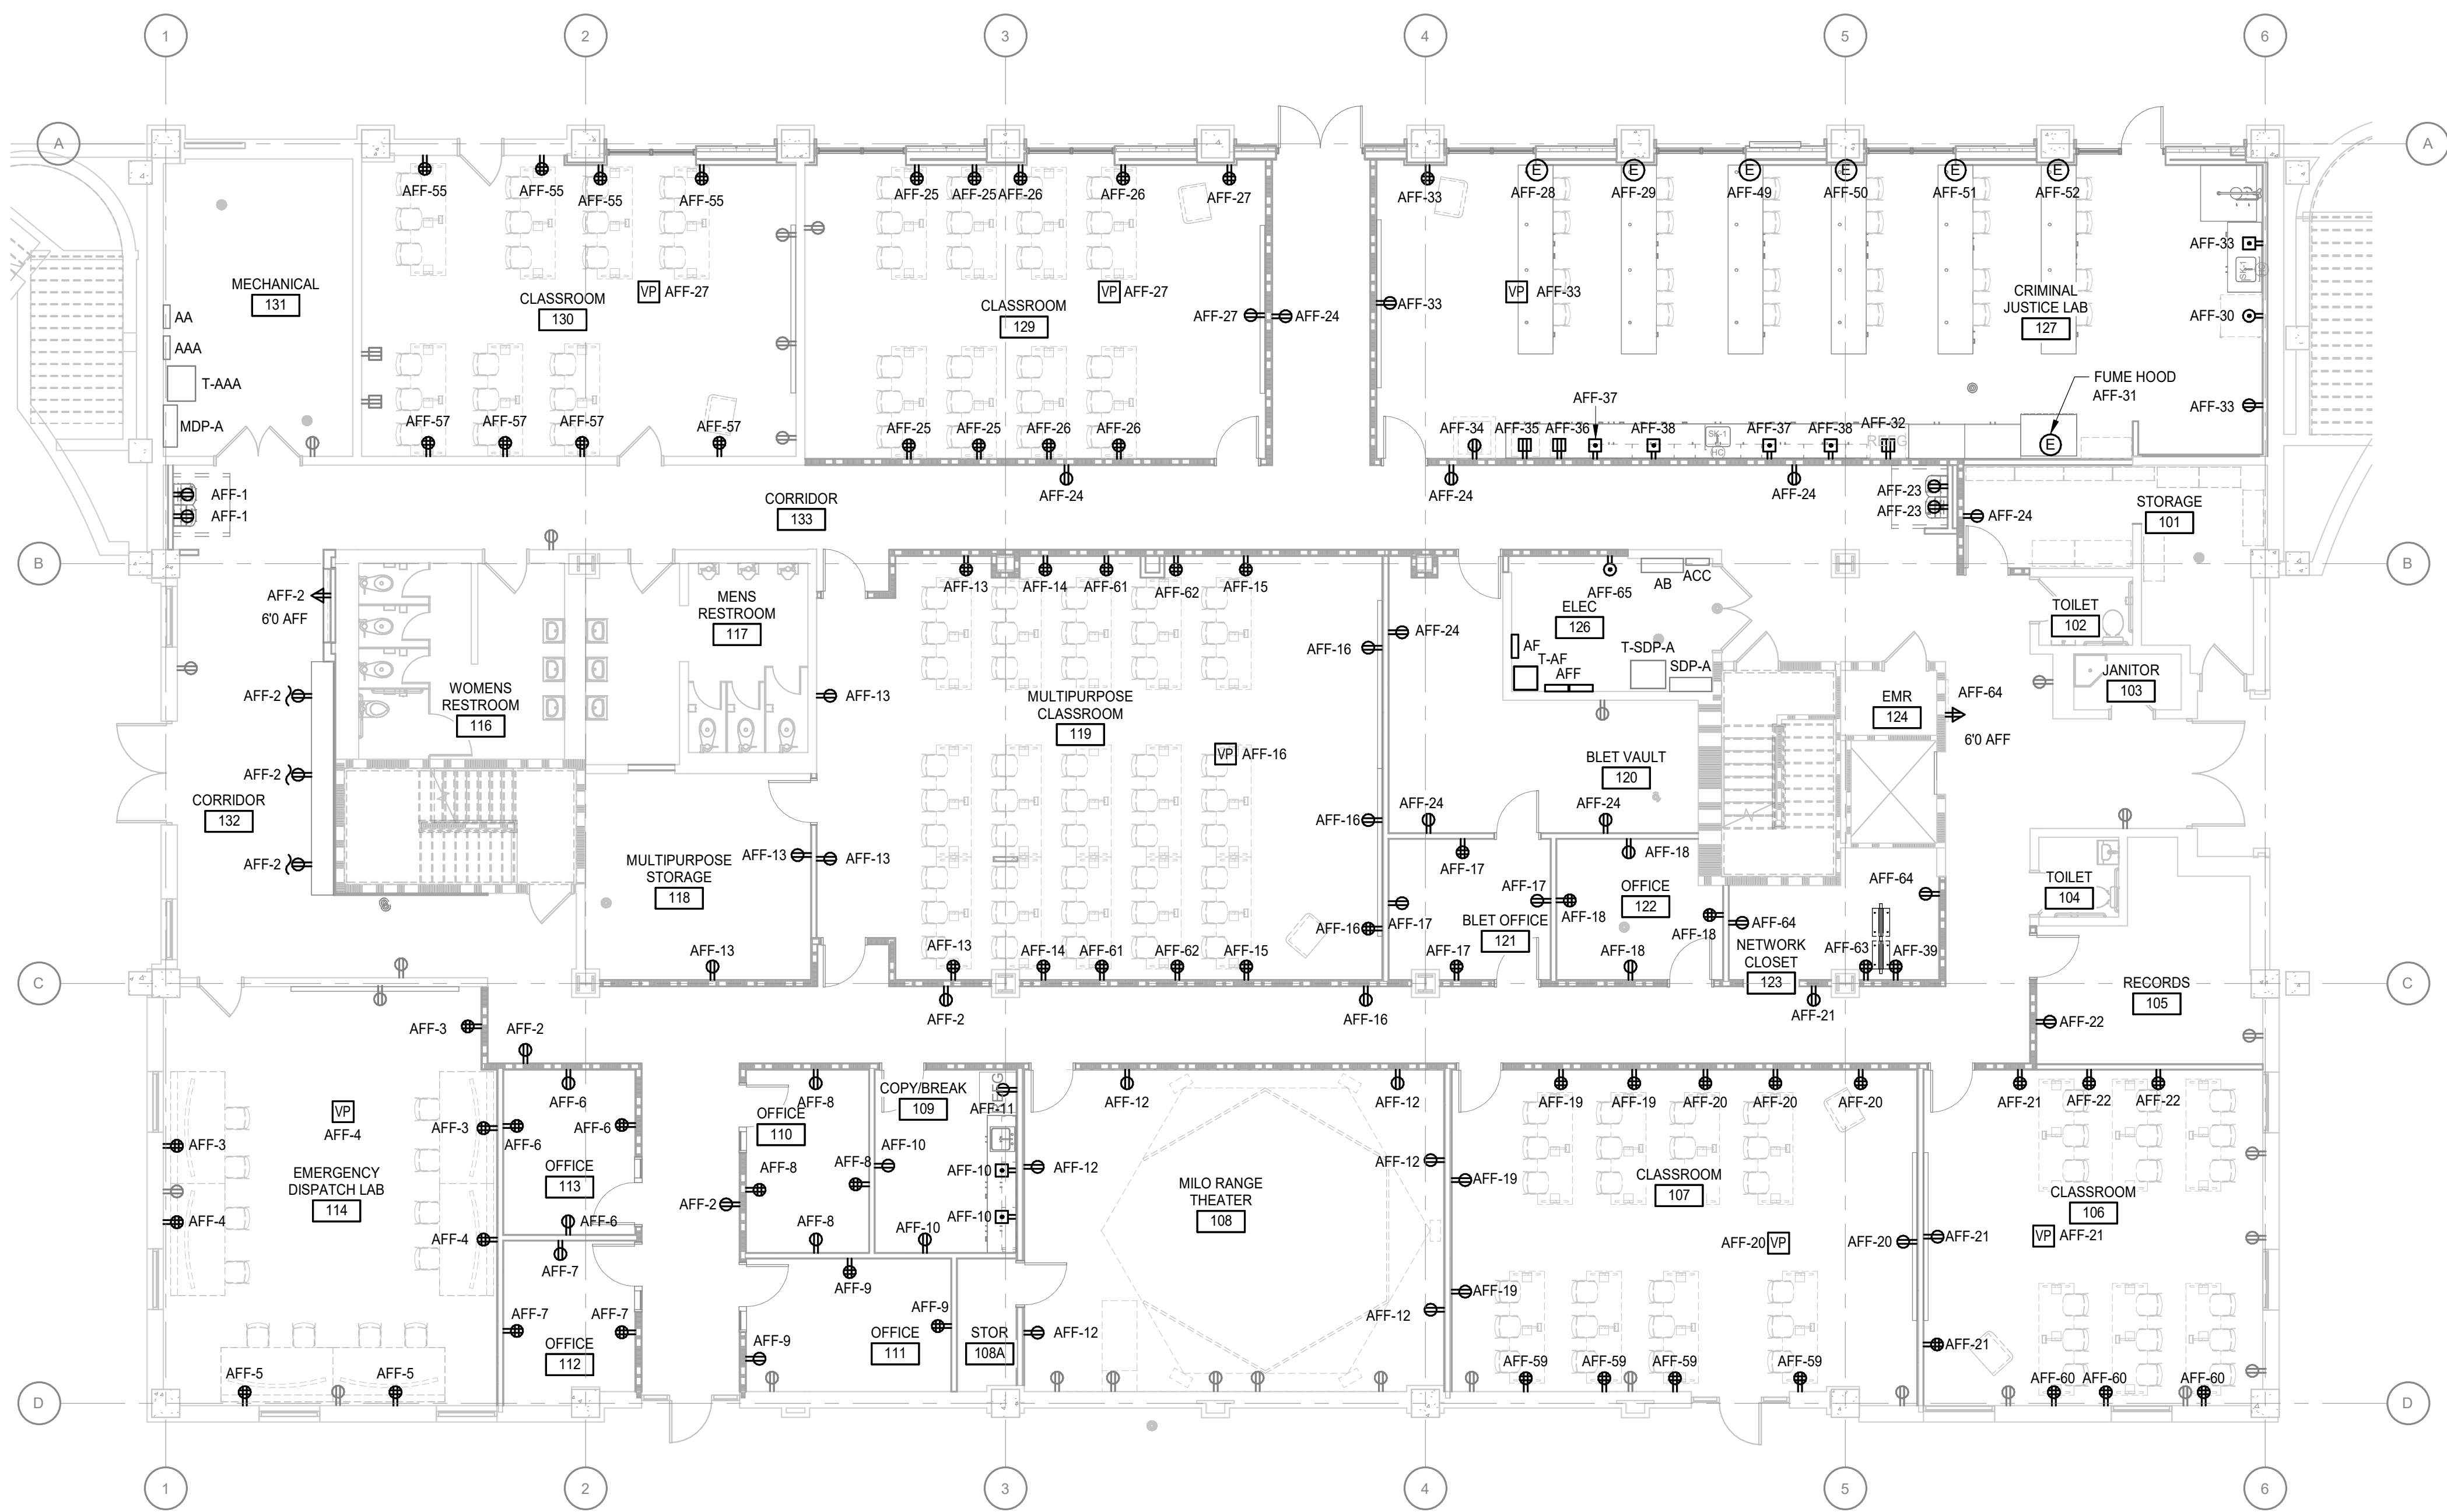 1 2 3 4 5 6
A A
AFF-55 AFF-55 AFF-55 AFF-55 AFF-25 AFF-25 AFF-26 AFF-26 AFF-27 AFF-33 AFF-28 AFF-29 AFF-49 AFF-50 AFF-51 AFF-52
E E E E E E
AFF-33
SK-1
MECHANICAL
131
CLASSROOM
130
VP AFF-27
CLASSROOM
129
VP AFF-27
AFF-27 AFF-24
AFF-33
VP AFF-33
CRIMINAL
JUSTICE LAB
127
AFF-30
AA
AAA
T-AAA
MDP-A
FUME HOOD
AFF-31
E
AFF-33
AFF-57 AFF-57 AFF-57 AFF-57
AFF-25 AFF-25 AFF-26 AFF-26
AFF-37
AFF-34 AFF-35 AFF-36 AFF-38 AFF-37 AFF-38 AFF-32
SK-1
HC
AFF-1
AFF-1
CORRIDOR
133
AFF-24 AFF-24 AFF-24
AFF-23
AFF-23
AFF-24
STORAGE
101
B B
AFF-2
6'0 AFF
MENS
RESTROOM
117
AFF-13 AFF-14 AFF-61 AFF-62 AFF-15
AFF-65
AB
ACC
ELEC
126
TOILET
102
AFF-16
AFF-24
AF
T-AF
AFF
T-SDP-A
SDP-A
JANITOR
103
AFF-2
WOMENS
RESTROOM
116
AFF-13
MULTIPURPOSE
CLASSROOM
119
VP AFF-16
EMR
124
AFF-64
6'0 AFF
AFF-2
BLET VAULT
120
CORRIDOR
132
AFF-16
AFF-24 AFF-24
AFF-2
MULTIPURPOSE
STORAGE
118
AFF-13 AFF-13
AFF-17
AFF-18
TOILET
104
AFF-17
AFF-18
OFFICE
122
AFF-64
AFF-16 AFF-17
BLET OFFICE
121
AFF-18
AFF-64
AFF-13
AFF-13 AFF-14 AFF-61 AFF-62 AFF-15
AFF-17 AFF-18
NETWORK
CLOSET
123
AFF-63 AFF-39
C C
RECORDS
105
AFF-3 AFF-2 AFF-2 AFF-16 AFF-21 AFF-22
AFF-6 AFF-8
COPY/BREAK
109
AFF-11
AFF-12 AFF-12
AFF-19 AFF-19 AFF-20 AFF-20 AFF-20
AFF-21 AFF-22 AFF-22
VP
AFF-4
AFF-3 AFF-6 AFF-6
OFFICE
110
AFF-3
AFF-8 AFF-8 AFF-10 AFF-10 AFF-12 AFF-12
EMERGENCY
DISPATCH LAB
114
OFFICE
113
MILO RANGE
THEATER
108
AFF-19
CLASSROOM
107
CLASSROOM
106
AFF-4 AFF-6 AFF-2 AFF-8 AFF-10 AFF-10
AFF-4
AFF-20 VP AFF-20 AFF-21 VP AFF-21
AFF-7 AFF-9 AFF-19
AFF-7 AFF-7 AFF-9 AFF-12
OFFICE
112
AFF-9
OFFICE
111
STOR
108A
AFF-12
AFF-21
AFF-5 AFF-5
AFF-59 AFF-59 AFF-59 AFF-59
AFF-60 AFF-60 AFF-60
D D
1 2 3 4 5 6